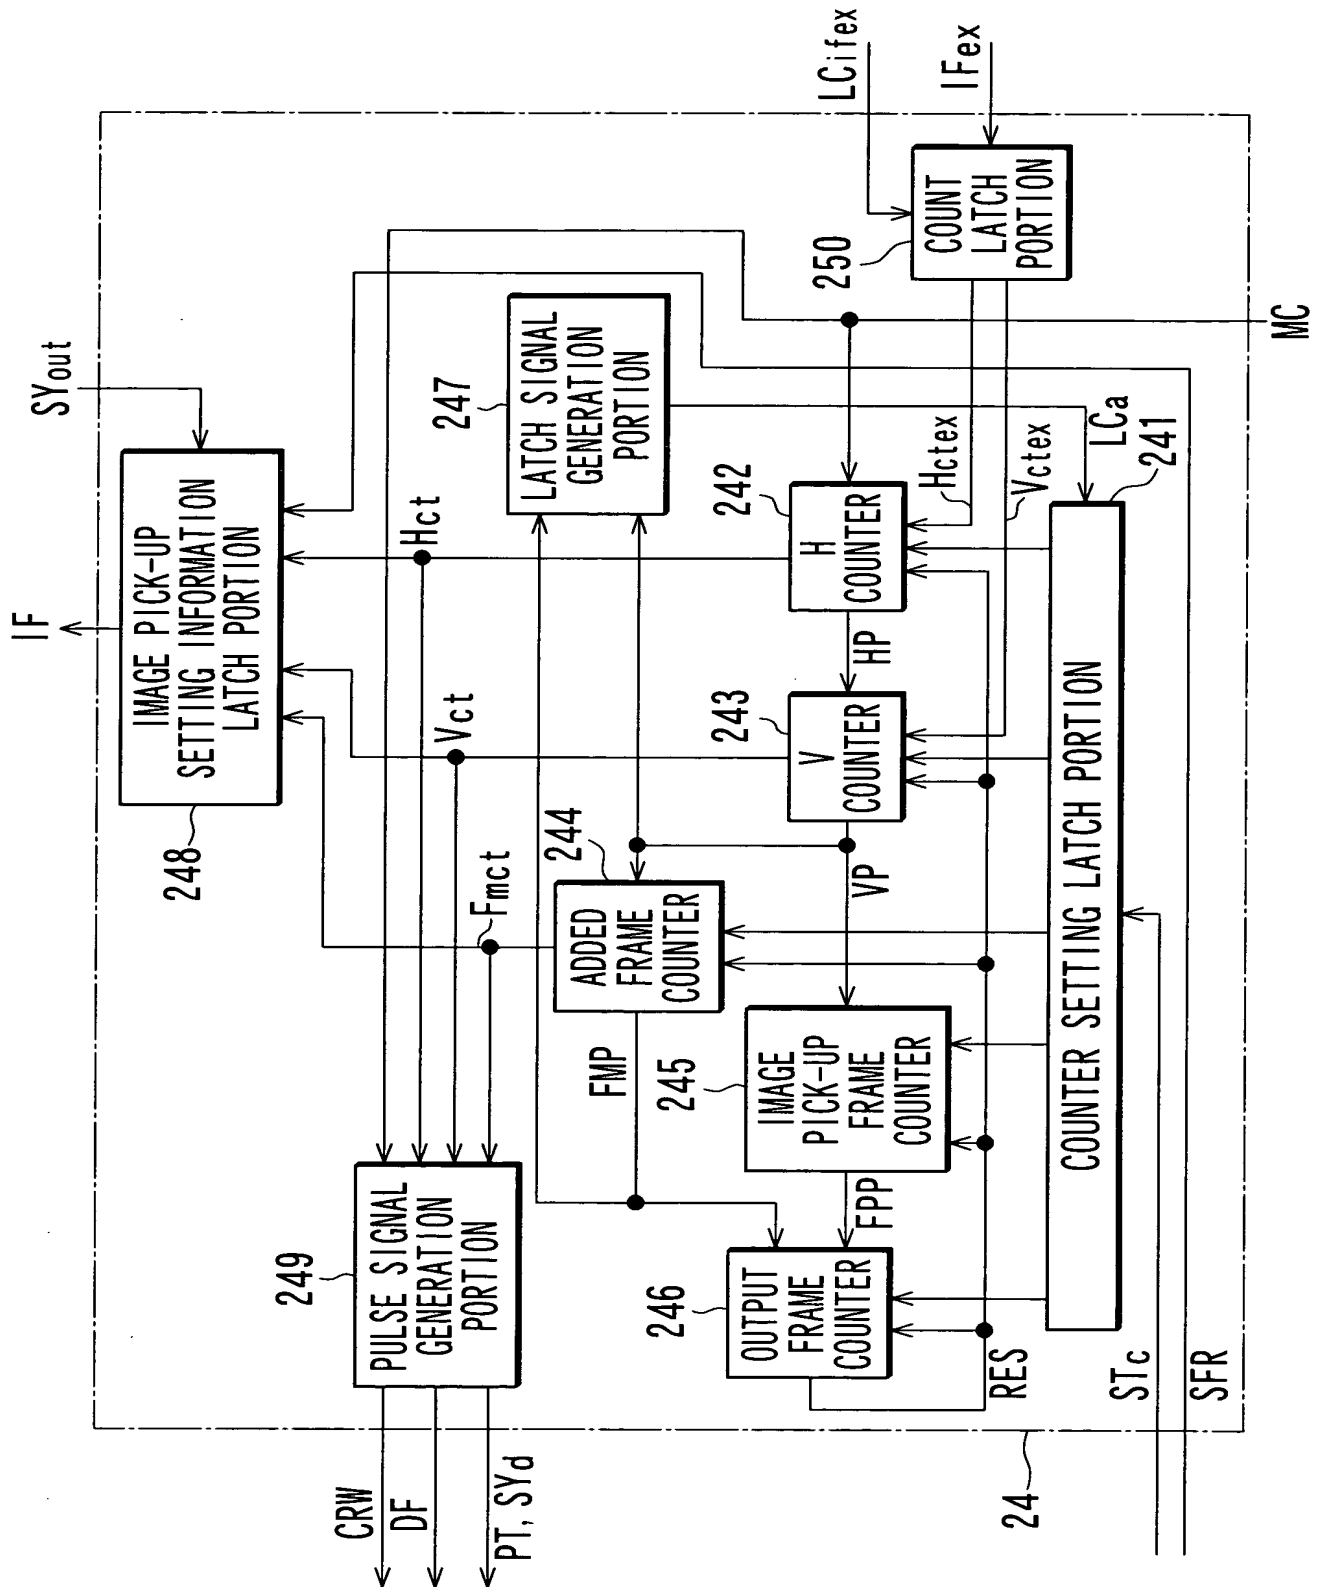 LCifex
IFex
COUNT
LATCH
PORTION
250
MC
SYout
247
LATCH SIGNAL
GENERATION
PORTION
LCa
241
Hctex
Vctex
242
H
COUNTER
HP
243
V
COUNTER
VP
IF
IMAGE PICK-UP
SETTING INFORMATION
LATCH PORTION
248
Hct
Vct
Fmct
244
ADDED
FRAME
COUNTER
FMP
245
IMAGE
PICK-UP
FRAME
COUNTER
FPP
246
OUTPUT
FRAME
COUNTER
RES
COUNTER SETTING LATCH PORTION
249
PULSE SIGNAL
GENERATION
PORTION
CRW
DF
PT, SYd
STc
SFR
24